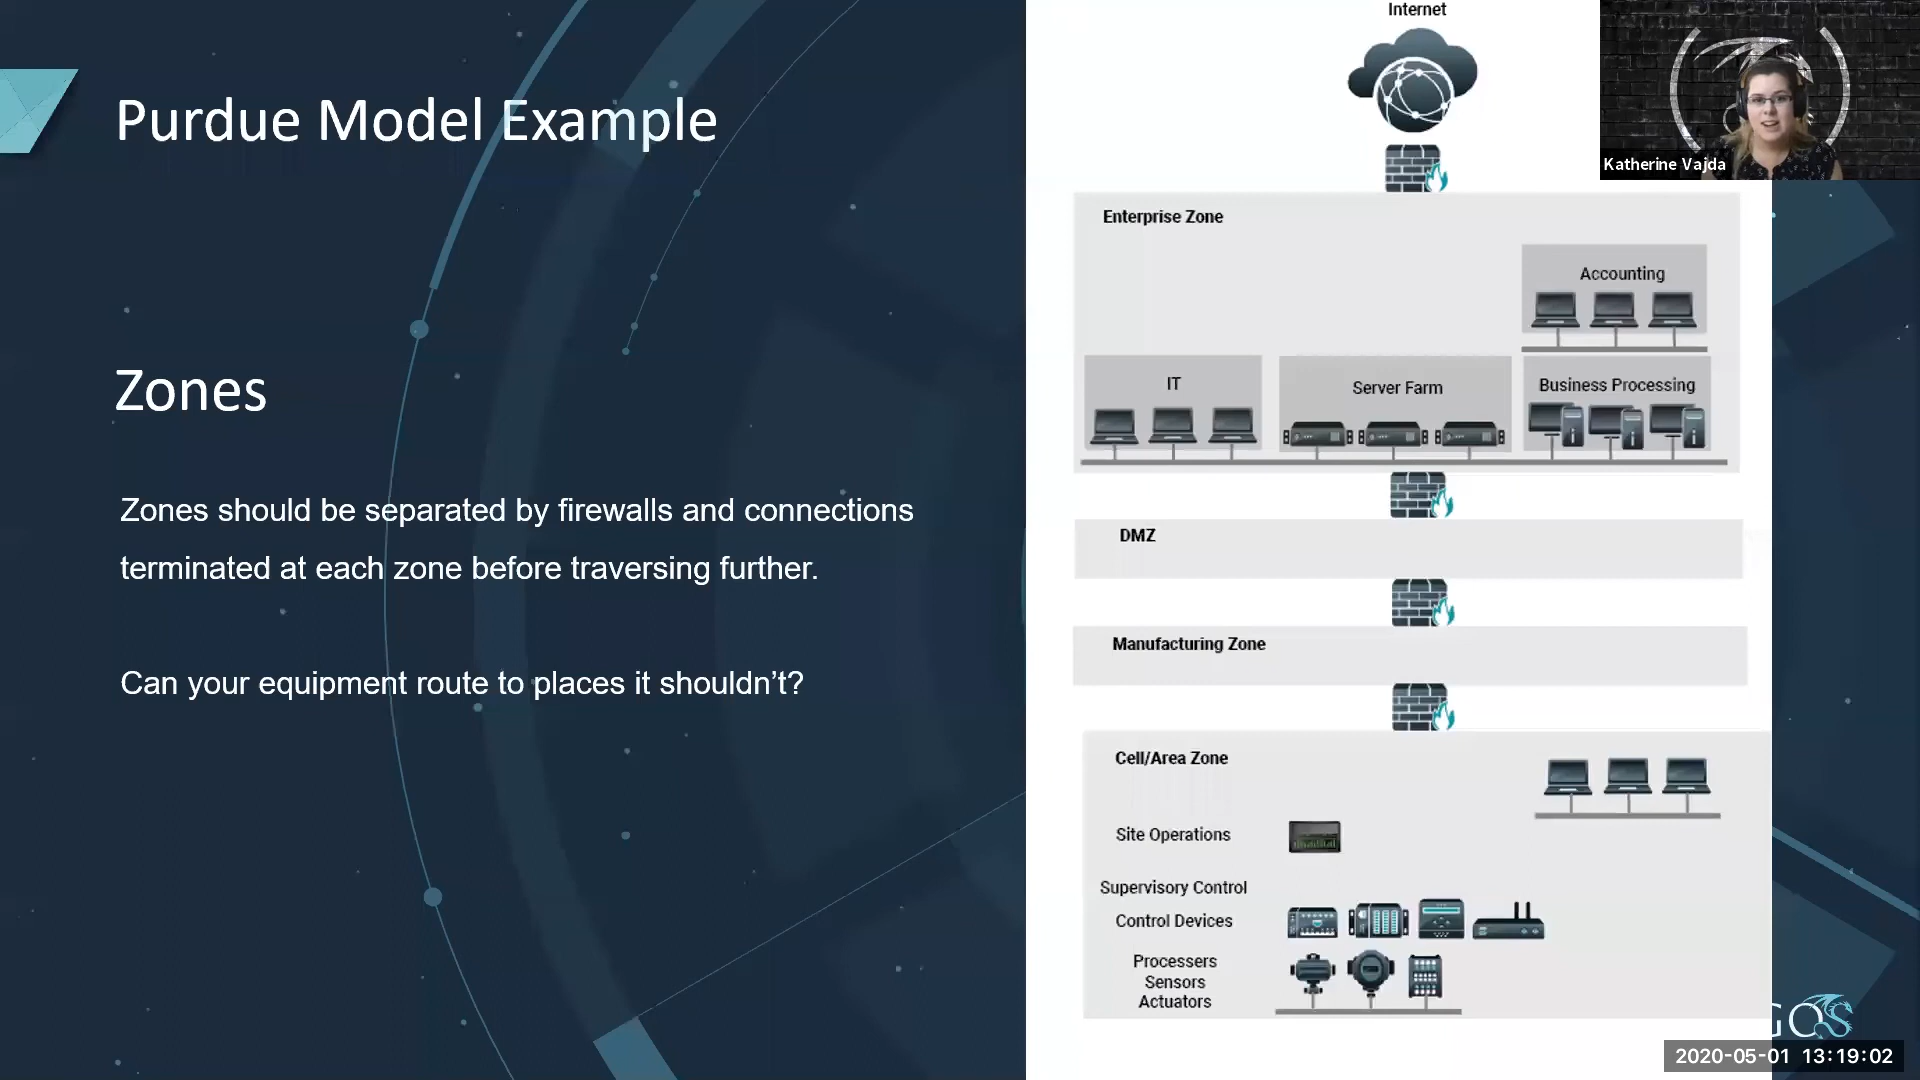 Purdue Model Example
Zones
Zones should be separated by firewalls and connections
terminated at each zone before traversing further.
Can your equipment route to places it shouldn't?
Internet
Katherine Vajda
Enterprise Zone
Accounting
IT
Server Farm
Business Processing
DMZ
Manufacturing Zone
Cell/Area Zone
Site Operations
Supervisory Control
Control Devices
Processers
Sensors
Actuators
GOS
2020-05-01 13:19:02